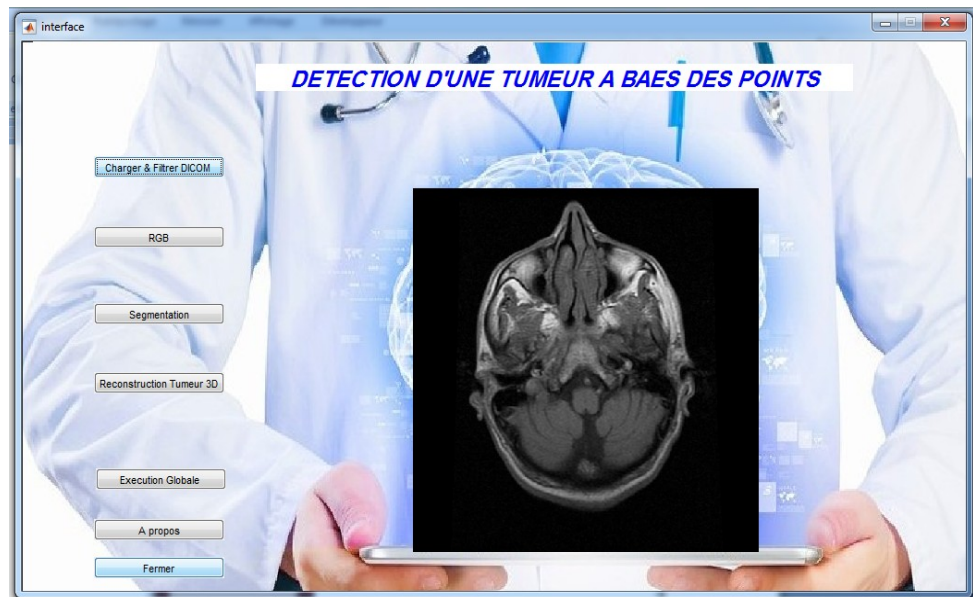 interface
DETECTION D'UNE TUMEUR A BAES DES POINTS
Charger & Filtrer DICOM
RGB
Segmentation
Reconstruction Tumeur 3D
Execution Globale
A propos
Fermer